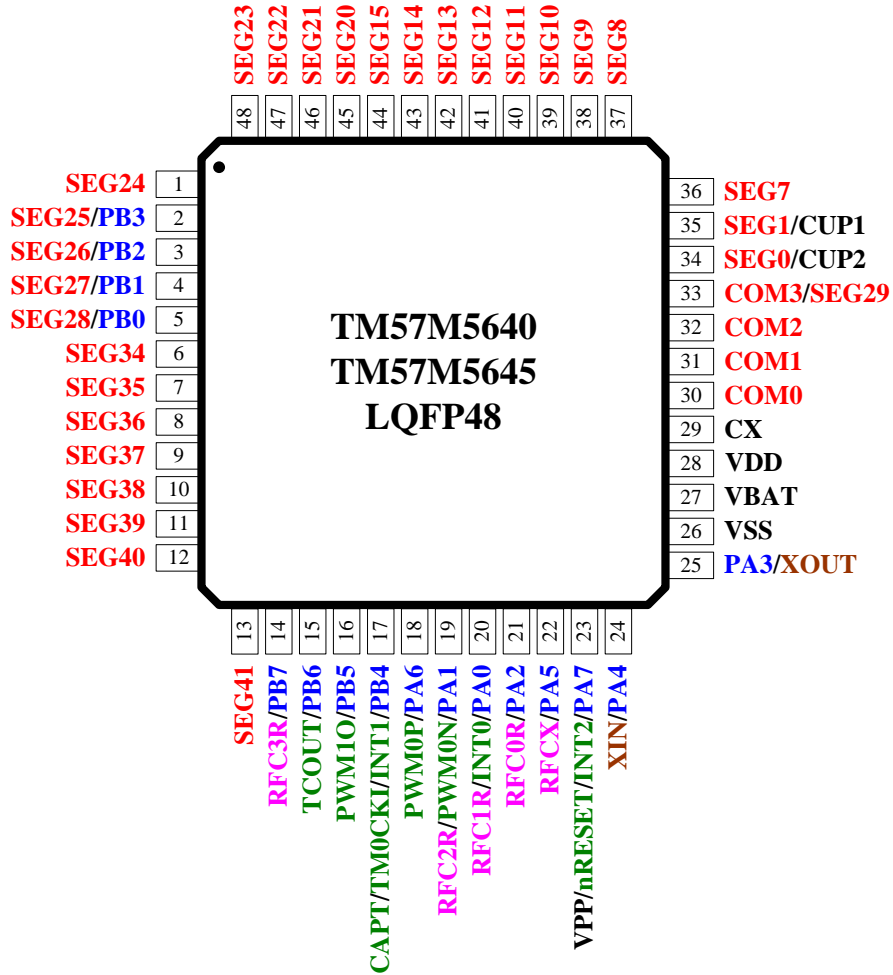 SEG23
SEG22
SEG21
SEG20
SEG15
SEG14
SEG13
SEG12
SEG11
SEG10
SEG9
SEG8
48
47
46
45
44
43
42
41
40
39
38
37
SEG24 1
SEG25/PB3 2
SEG26/PB2 3
SEG27/PB1 4
SEG28/PB0 5
SEG34 6
SEG35 7
SEG36 8
SEG37 9
SEG38 10
SEG39 11
SEG40 12
TM57M5640
TM57M5645
LQFP48
36 SEG7
35 SEG1/CUP1
34 SEG0/CUP2
33 COM3/SEG29
32 COM2
31 COM1
30 COM0
29 CX
28 VDD
27 VBAT
26 VSS
25 PA3/XOUT
13
14
15
16
17
18
19
20
21
22
23
24
SEG41
RFC3R/PB7
TCOUT/PB6
PWM1O/PB5
CAPT/TM0CKI/INT1/PB4
PWM0P/PA6
RFC2R/PWM0N/PA1
RFC1R/INT0/PA0
RFC0R/PA2
RFCX/PA5
VPP/nRESET/INT2/PA7
XIN/PA4